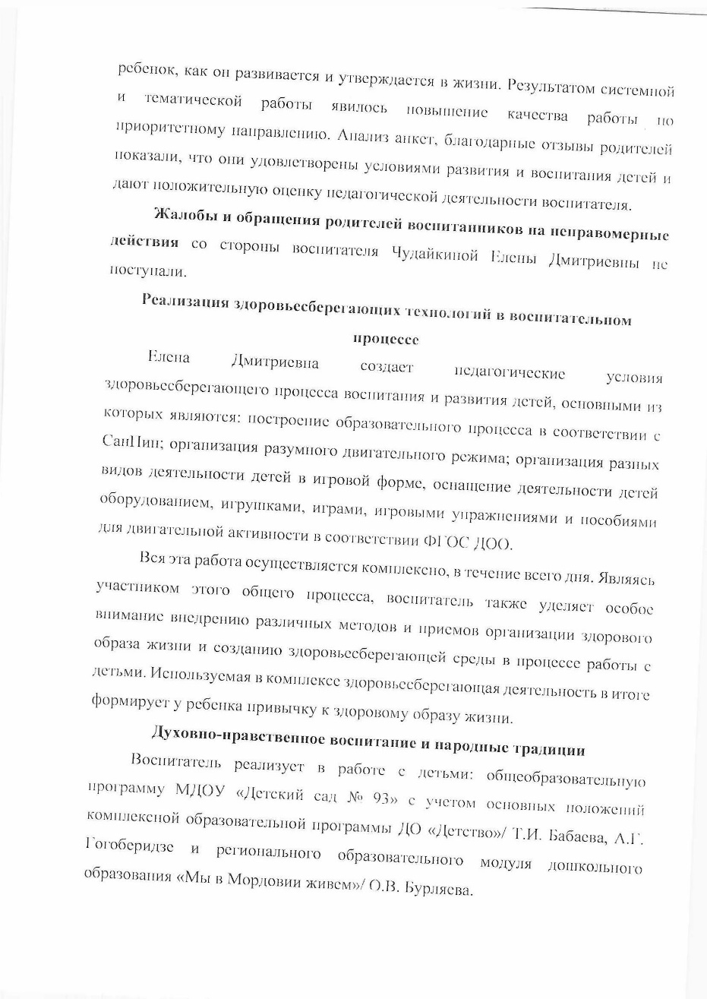 ребенок, как он развивается и утверждается в жизни. Результатом системной
и тематической работы явилось повышение качества работы по
приоритетному направлению. Анализ анкет, благодарные отзывы родителей
показали, что они удовлетворены условиями развития и воспитания детей и
дают положительную оценку педагогической деятельности воспитателя.
Жалобы и обращения родителей воспитанников на неправомерные
действия со стороны воспитателя Чудайкиной Елены Дмитриевны не
поступали.
Реализация здоровьесберегающих технологий в воспитательном
процессе
Елена Дмитриевна создает педагогические условия
здоровьесберегающего процесса воспитания и развития детей, основными из
которых являются: построение образовательного процесса в соответствии с
СанПин; организация разумного двигательного режима; организация разных
видов деятельности детей в игровой форме, оснащение деятельности детей
оборудованием, игрушками, играми, игровыми упражнениями и пособиями
для двигательной активности в соответствии ФГОС ДОО.
Вся эта работа осуществляется комплексно, в течение всего дня. Являясь
участником этого общего процесса, воспитатель также уделяет особое
внимание внедрению различных методов и приемов организации здорового
образа жизни и созданию здоровьесберегающей среды в процессе работы с
детьми. Используемая в комплексе здоровьесберегающая деятельность в итоге
формирует у ребенка привычку к здоровому образу жизни.
Духовно-нравственное воспитание и народные традиции
Воспитатель реализует в работе с детьми: общеобразовательную
программу МДОУ «Детский сад № 93» с учетом основных положений
комплексной образовательной программы ДО «Детство»/ Т.И. Бабаева, А.Г.
Гогоберидзе и регионального образовательного модуля дошкольного
образования «Мы в Мордовии живем»/ О.В. Бурляева.